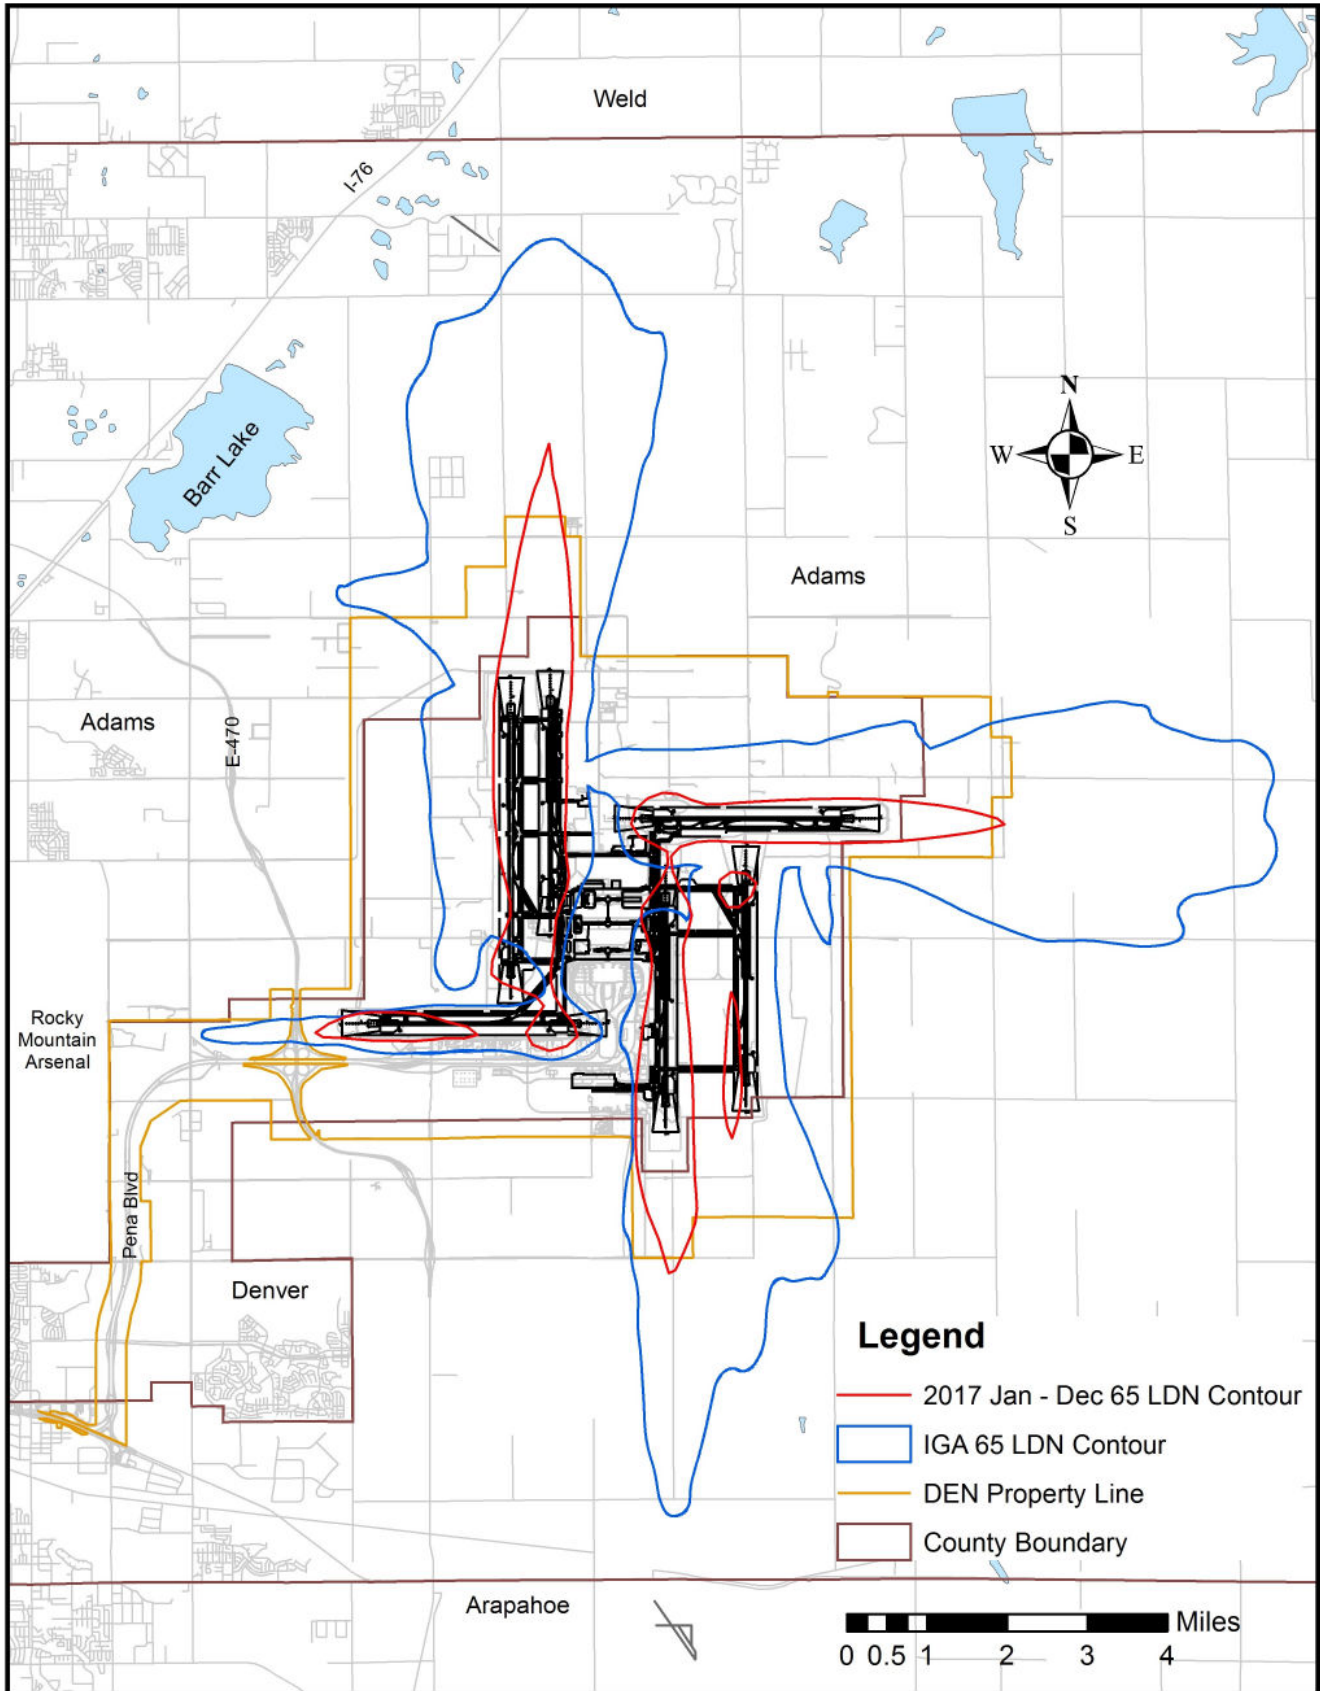 Weld
I-76
N
W
E
S
Barr Lake
Adams
Adams
E-470
Rocky
Mountain
Arsenal
Pena Blvd
Denver
Legend
2017 Jan - Dec 65 LDN Contour
IGA 65 LDN Contour
DEN Property Line
County Boundary
Arapahoe
Miles
0 0.5 1 2 3 4